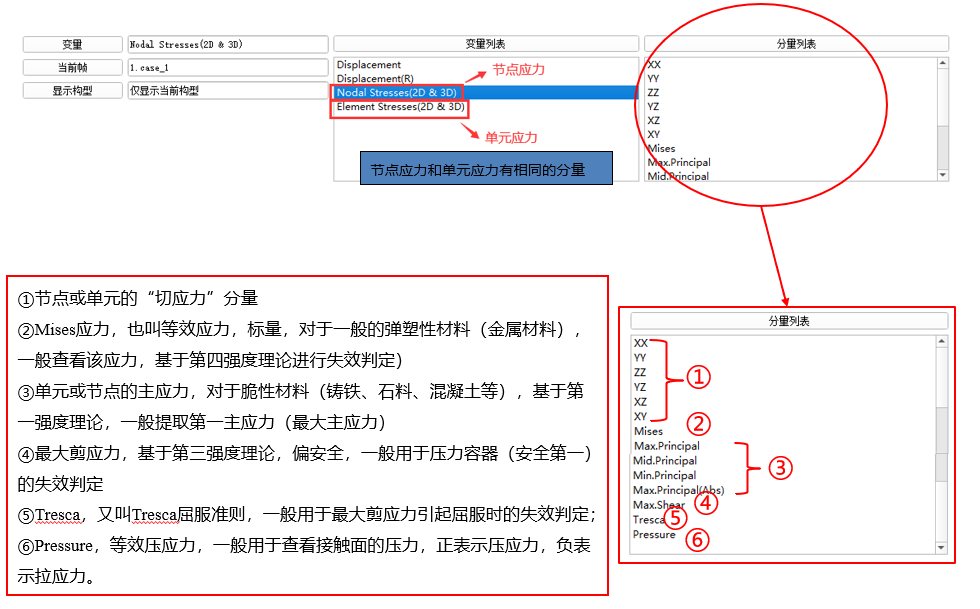 变量
Nodal Stresses(2D & 3D)
当前帧
1.case_1
显示构型
仅显示当前构型
变量列表
Displacement
Displacement(R)
Nodal Stresses(2D & 3D)
Element Stresses(2D & 3D)
节点应力
单元应力
节点应力和单元应力有相同的分量
分量列表
XX
YY
ZZ
YZ
XZ
XY
Mises
Max.Principal
Mid.Principal
①节点或单元的“切应力”分量
②Mises应力，也叫等效应力，标量，对于一般的弹塑性材料（金属材料），
一般查看该应力，基于第四强度理论进行失效判定）
③单元或节点的主应力，对于脆性材料（铸铁、石料、混凝土等），基于第
一强度理论，一般提取第一主应力（最大主应力）
④最大剪应力，基于第三强度理论，偏安全，一般用于压力容器（安全第一）
的失效判定
⑤Tresca，又叫Tresca屈服准则，一般用于最大剪应力引起屈服时的失效判定；
⑥Pressure，等效压应力，一般用于查看接触面的压力，正表示压应力，负表
示拉应力。
分量列表
XX
YY
ZZ
YZ
XZ
XY
①
Mises
②
Max.Principal
Mid.Principal
Min.Principal
Max.Principal(Abs)
③
Max.Shear
④
Tresca
⑤
Pressure
⑥